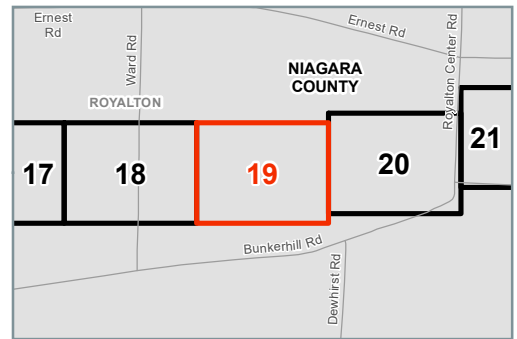 Ernest
Rd
Ernest Rd
Ward Rd
Royalton Center Rd
NIAGARA
COUNTY
ROYALTON
17
18
19
20
21
Bunkerhill Rd
Dewhirst Rd